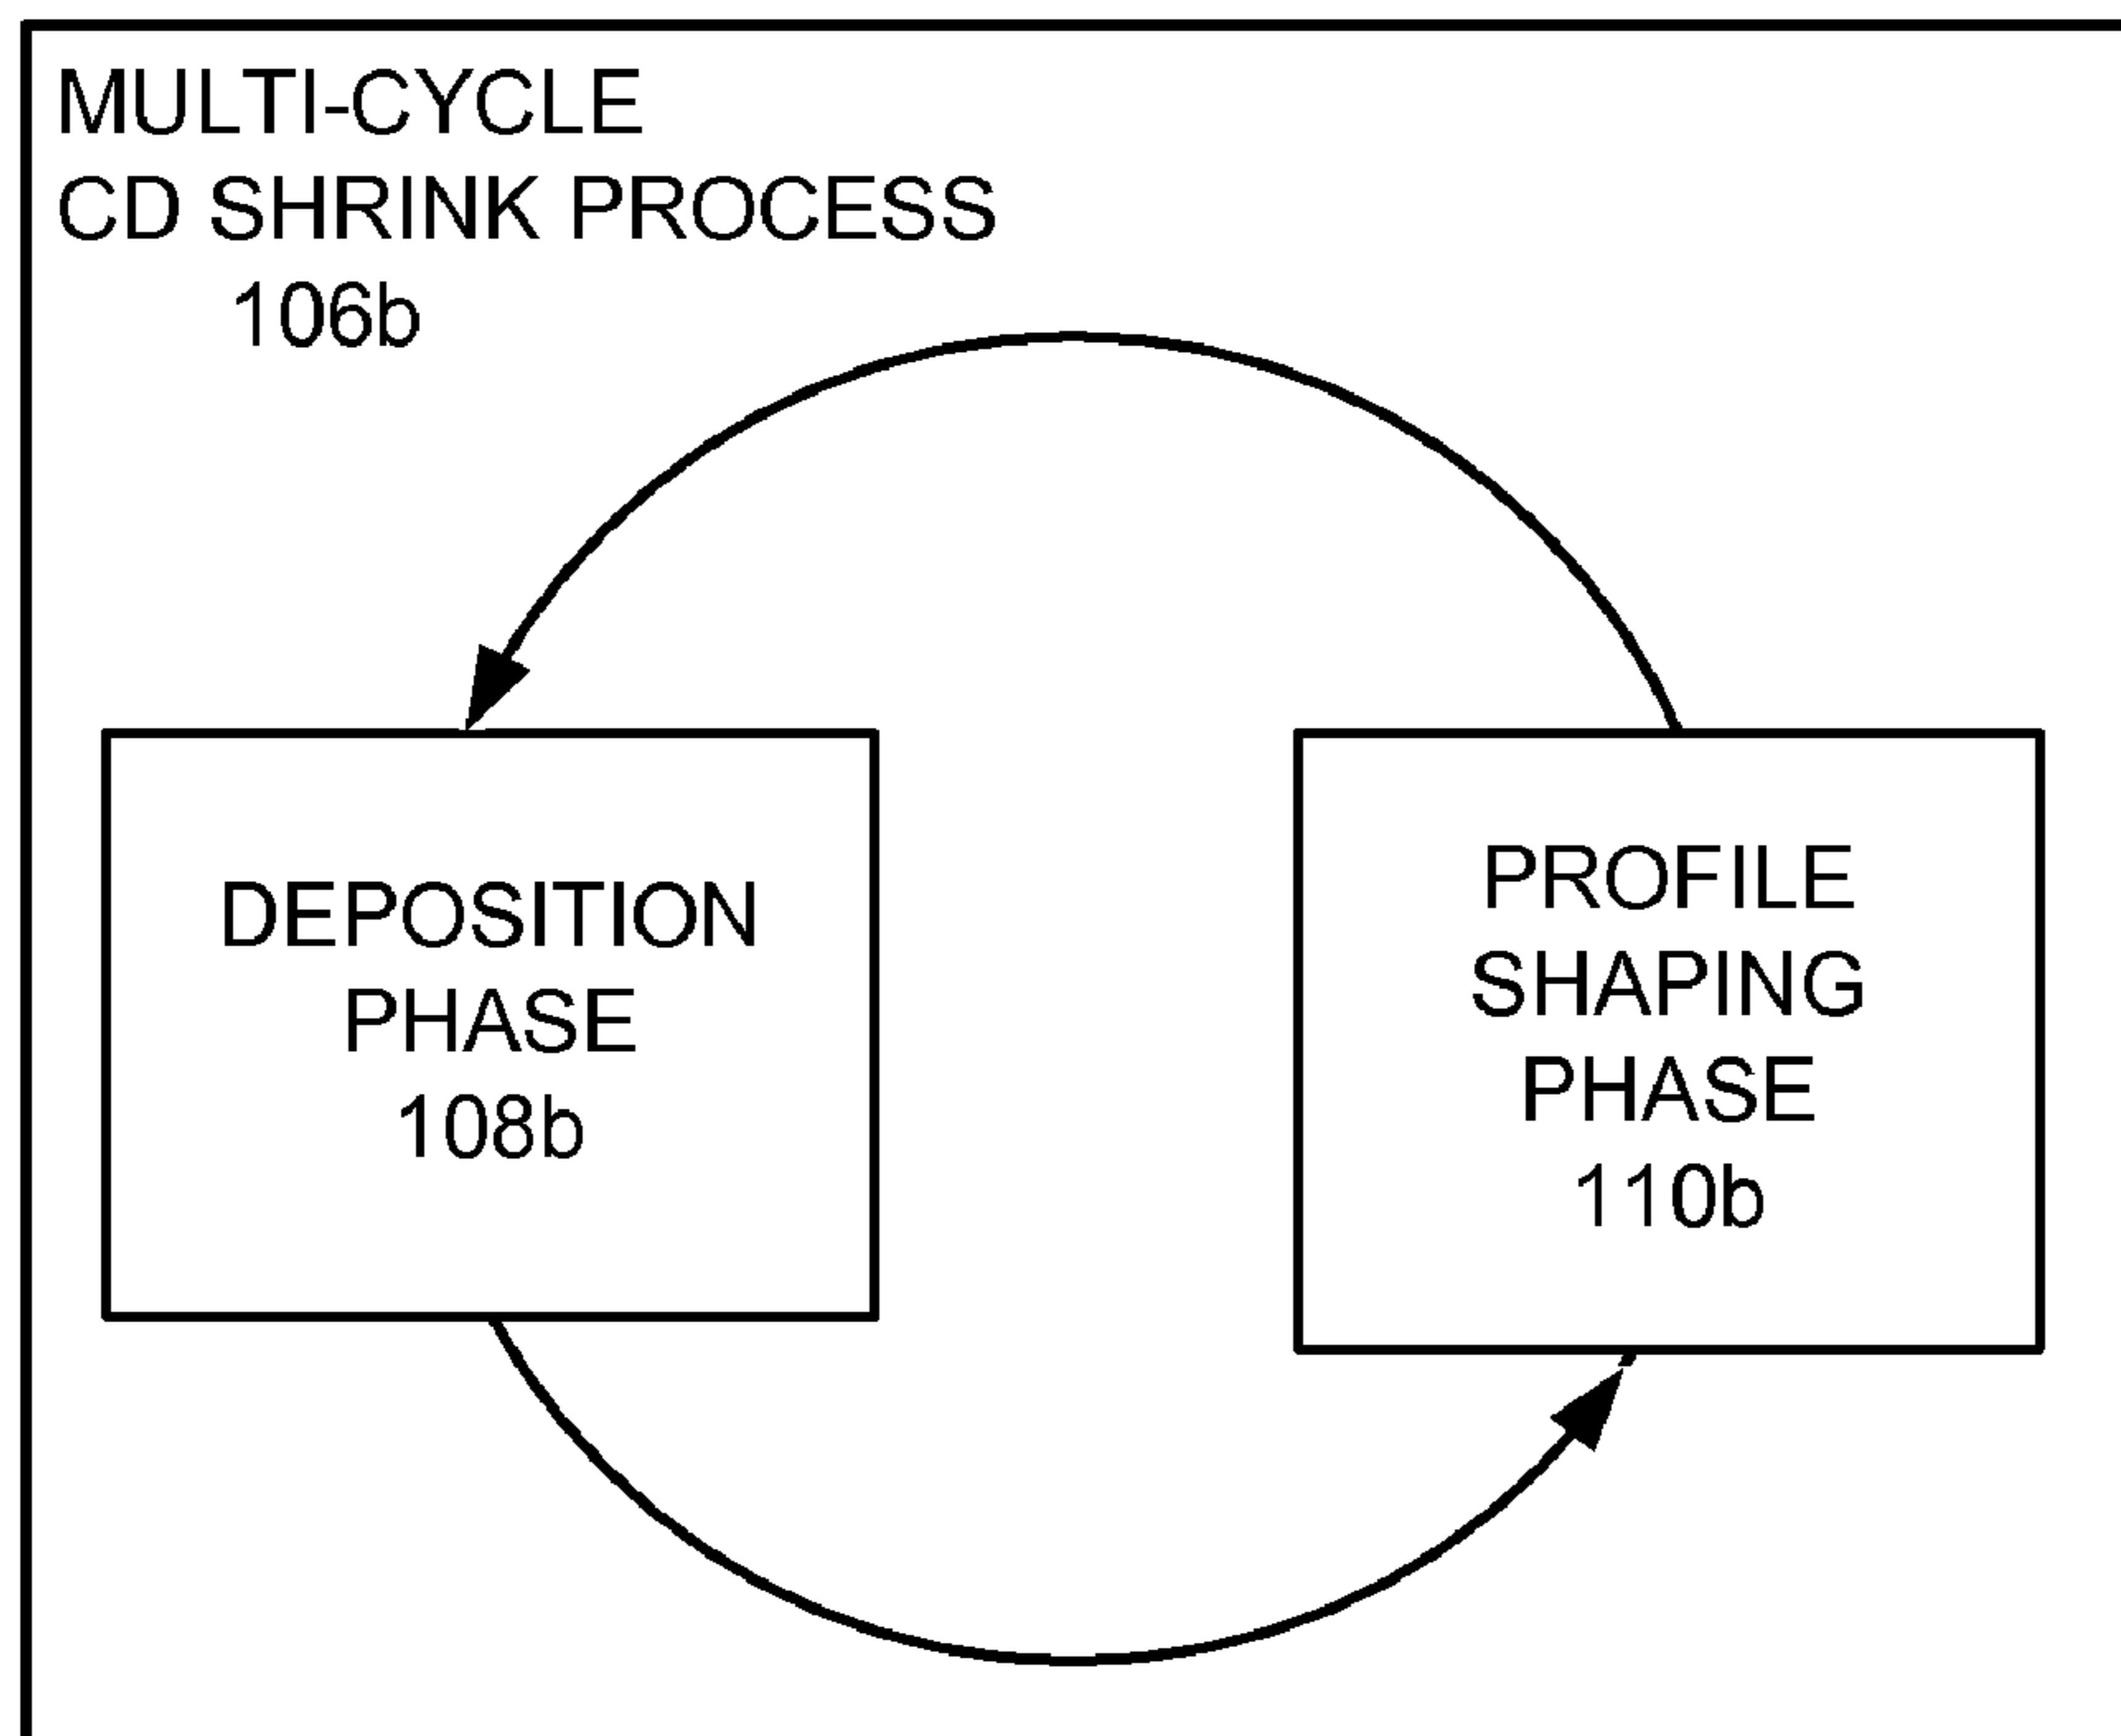 MULTI-CYCLE
CD SHRINK PROCESS
106b
DEPOSITION
PHASE
108b
PROFILE
SHAPING
PHASE
110b